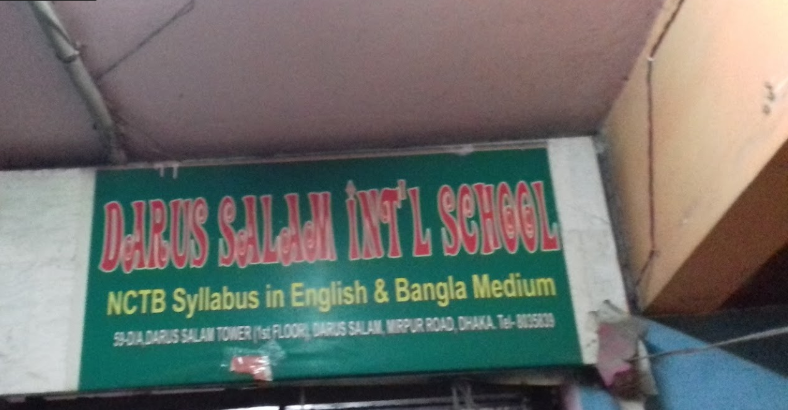 DARUS SALAM INT'L SCHOOL
NCTB Syllabus in English & Bangla Medium
59-D/A,DARUS SALAM TOWER (1st FLOOR), DARUS SALAM, MIRPUR ROAD, DHAKA. Tel- 8035839